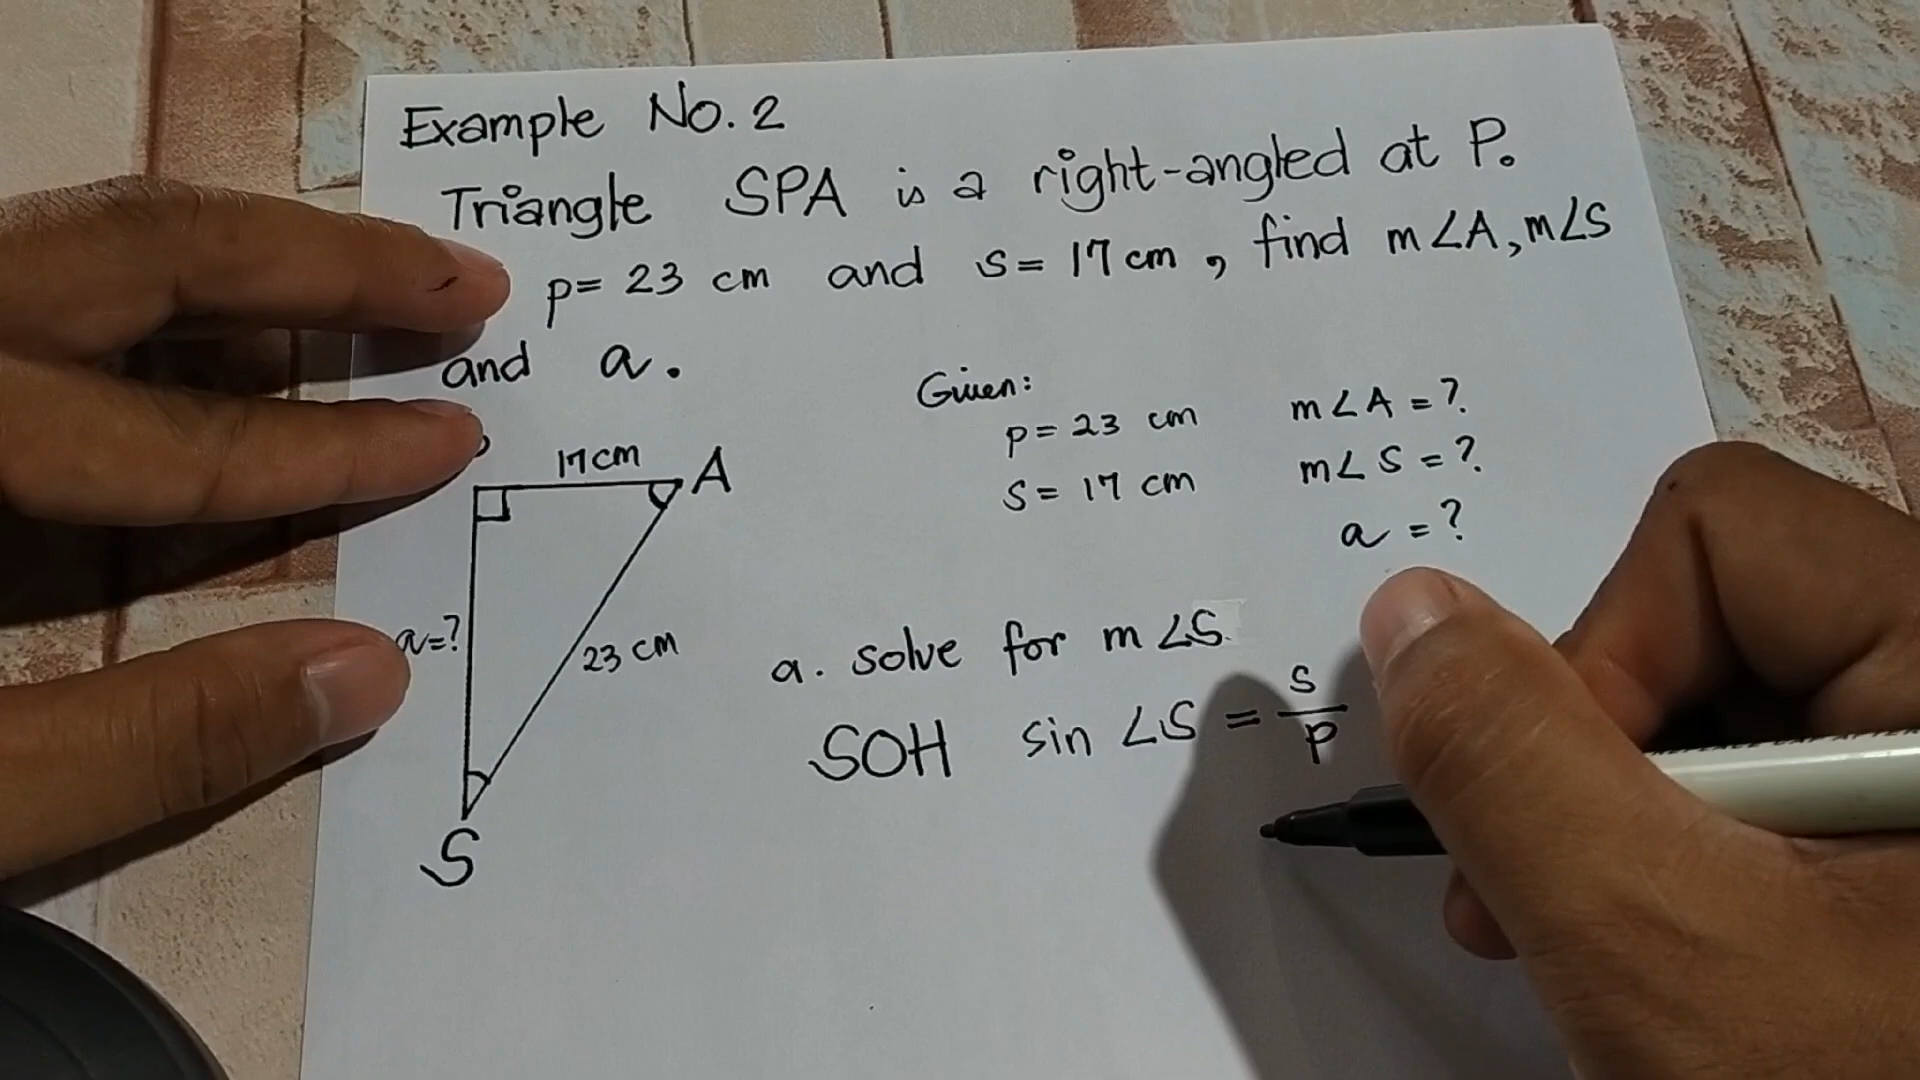 Example No. 2
Triangle SPA is a right-angled at P.
p = 23 cm and s = 17 cm, find m∠A, m∠S
and a.
Given:
p = 23 cm m∠A = ?
s = 17 cm m∠S = ?
a = ?
17 cm A
a = ?
23 cm
S
a. solve for m∠S
SOH sin ∠S = s/p